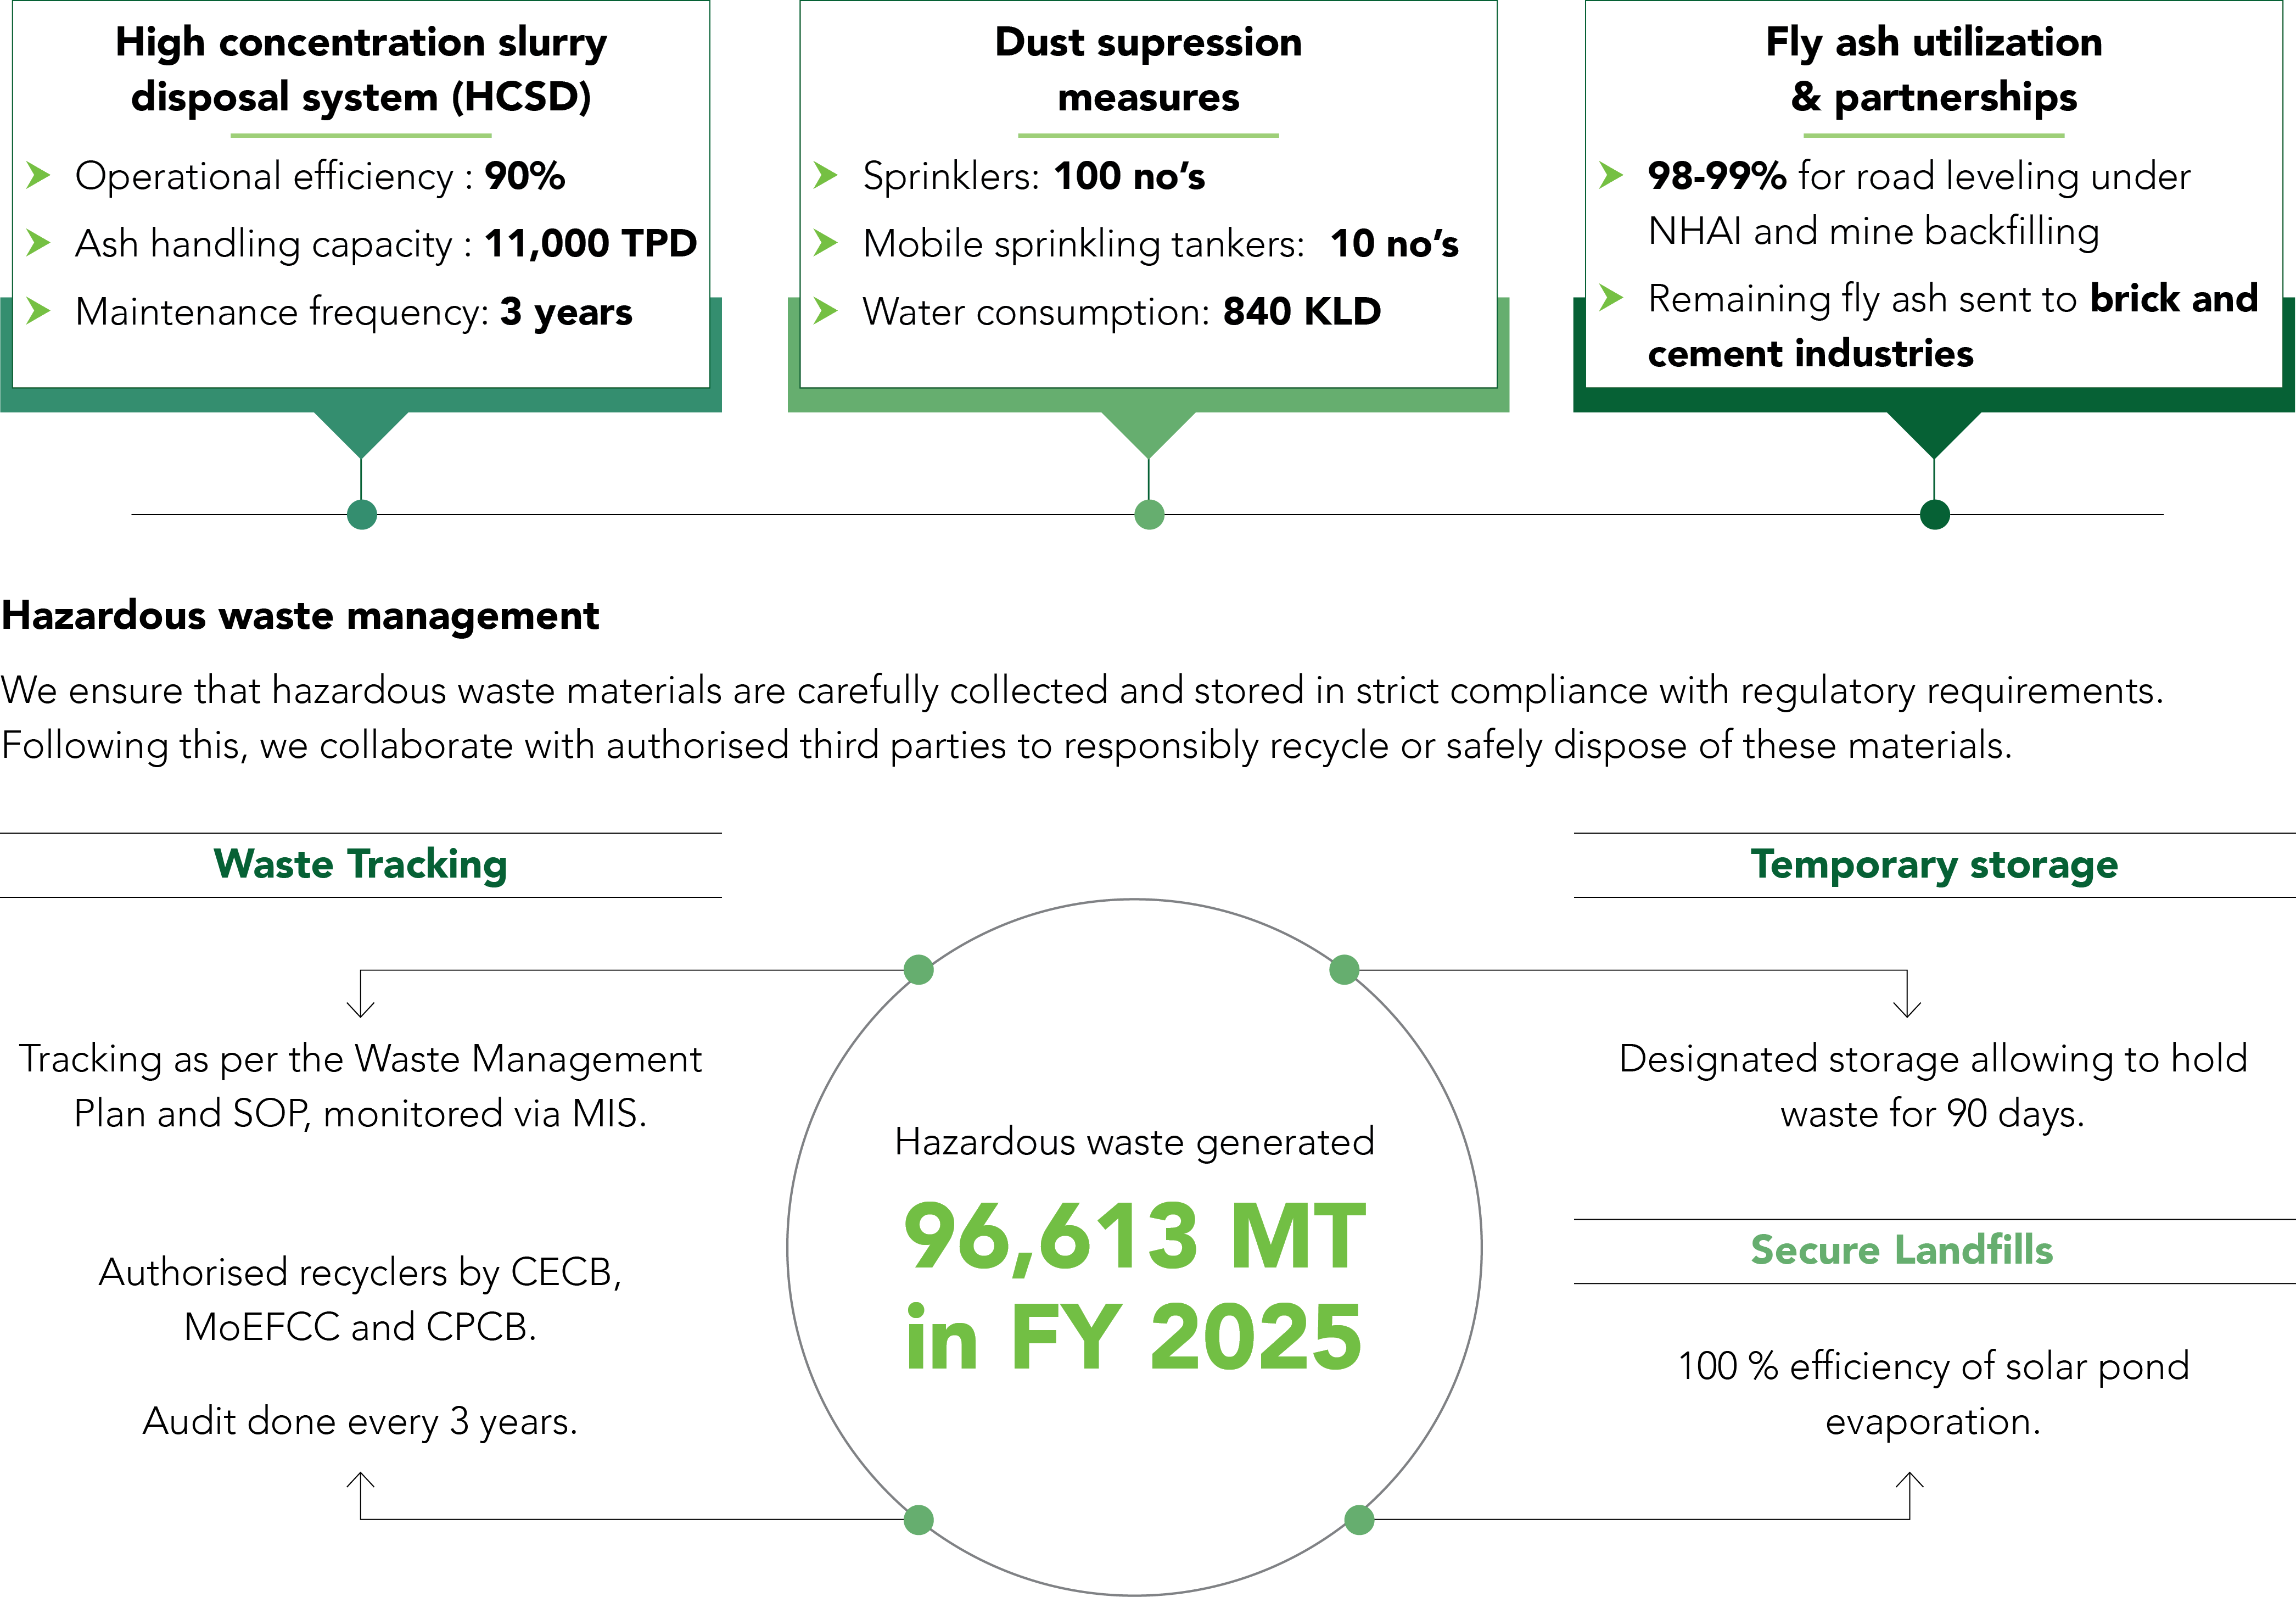 High concentration slurry
disposal system (HCSD)
Operational efficiency : 90%
Ash handling capacity : 11,000 TPD
Maintenance frequency: 3 years
Dust supression
measures
Sprinklers: 100 no’s
Mobile sprinkling tankers: 10 no’s
Water consumption: 840 KLD
Fly ash utilization
& partnerships
98-99% for road leveling under
NHAI and mine backfilling
Remaining fly ash sent to brick and
cement industries
Hazardous waste management
We ensure that hazardous waste materials are carefully collected and stored in strict compliance with regulatory requirements.
Following this, we collaborate with authorised third parties to responsibly recycle or safely dispose of these materials.
Waste Tracking
Tracking as per the Waste Management
Plan and SOP, monitored via MIS.
Authorised recyclers by CECB,
MoEFCC and CPCB.
Audit done every 3 years.
Hazardous waste generated
96,613 MT
in FY 2025
Temporary storage
Designated storage allowing to hold
waste for 90 days.
Secure Landfills
100 % efficiency of solar pond
evaporation.